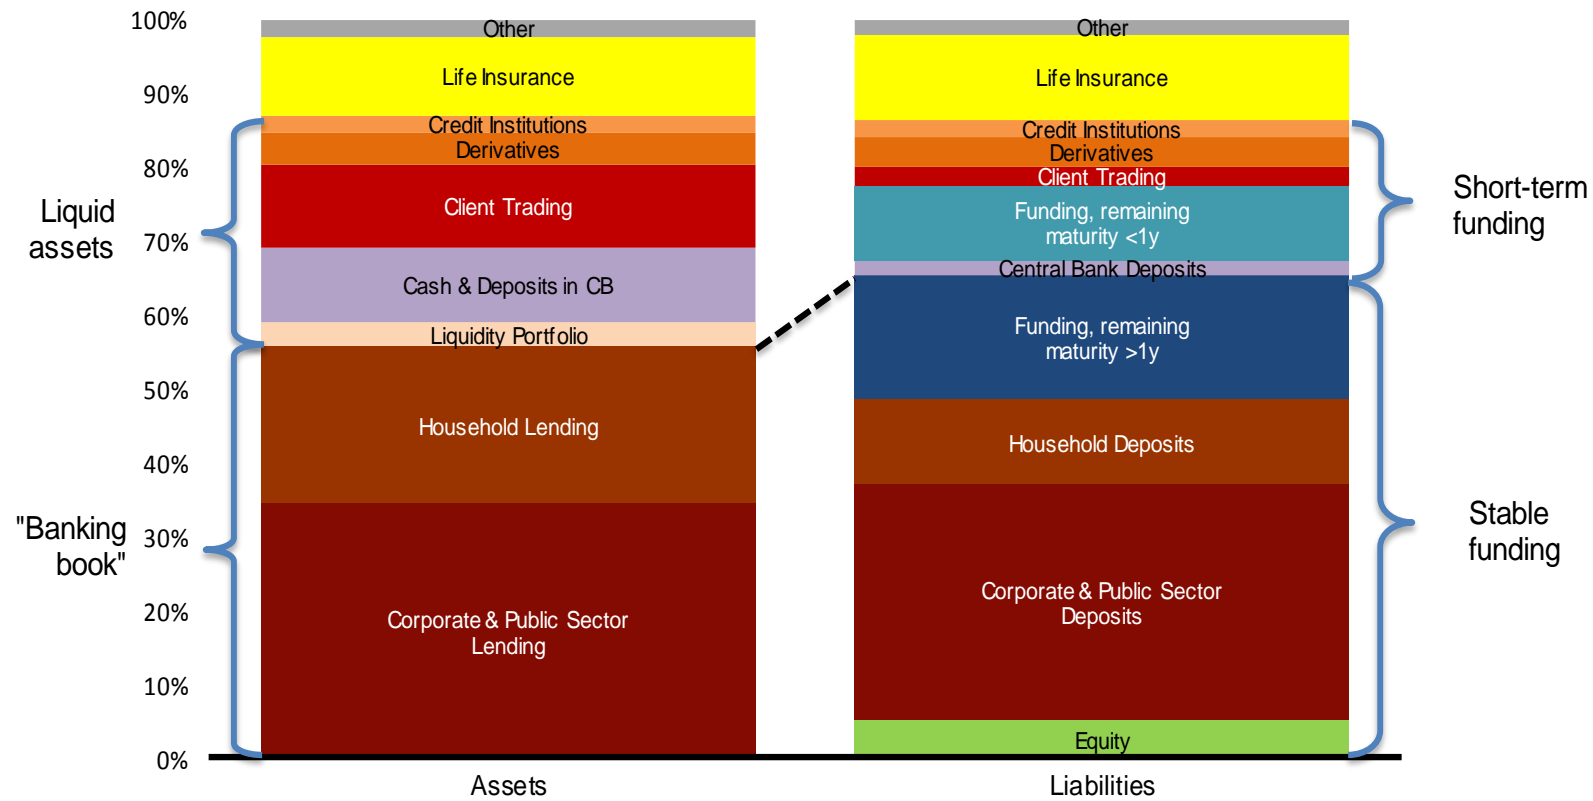 100%
90%
80%
70%
60%
50%
40%
30%
20%
10%
0%
Liquid
assets
"Banking
book"
Other
Life Insurance
Credit Institutions
Derivatives
Client Trading
Cash & Deposits in CB
Liquidity Portfolio
Household Lending
Corporate & Public Sector
Lending
Assets
Other
Life Insurance
Credit Institutions
Derivatives
Client Trading
Funding, remaining
maturity <1y
Central Bank Deposits
Funding, remaining
maturity >1y
Household Deposits
Corporate & Public Sector
Deposits
Equity
Liabilities
Short-term
funding
Stable
funding